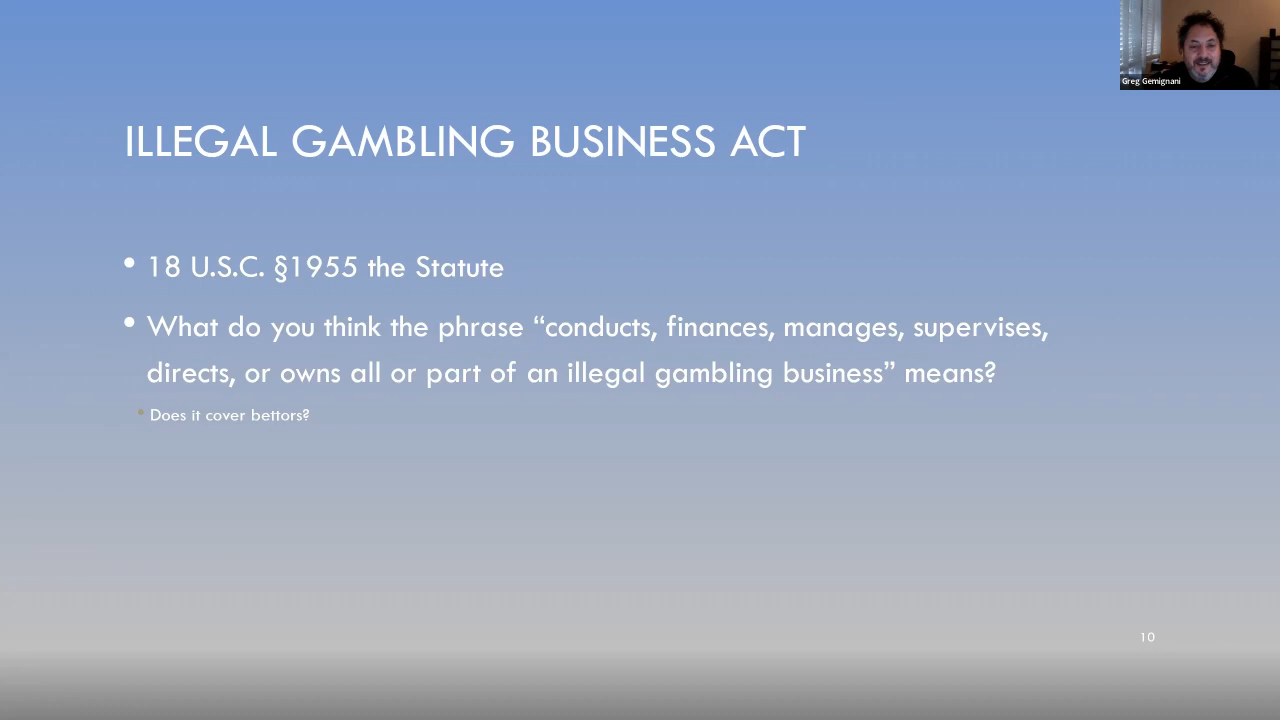 Greg Gemignani
ILLEGAL GAMBLING BUSINESS ACT
• 18 U.S.C. §1955 the Statute
• What do you think the phrase “conducts, finances, manages, supervises,
directs, or owns all or part of an illegal gambling business” means?
• Does it cover bettors?
10